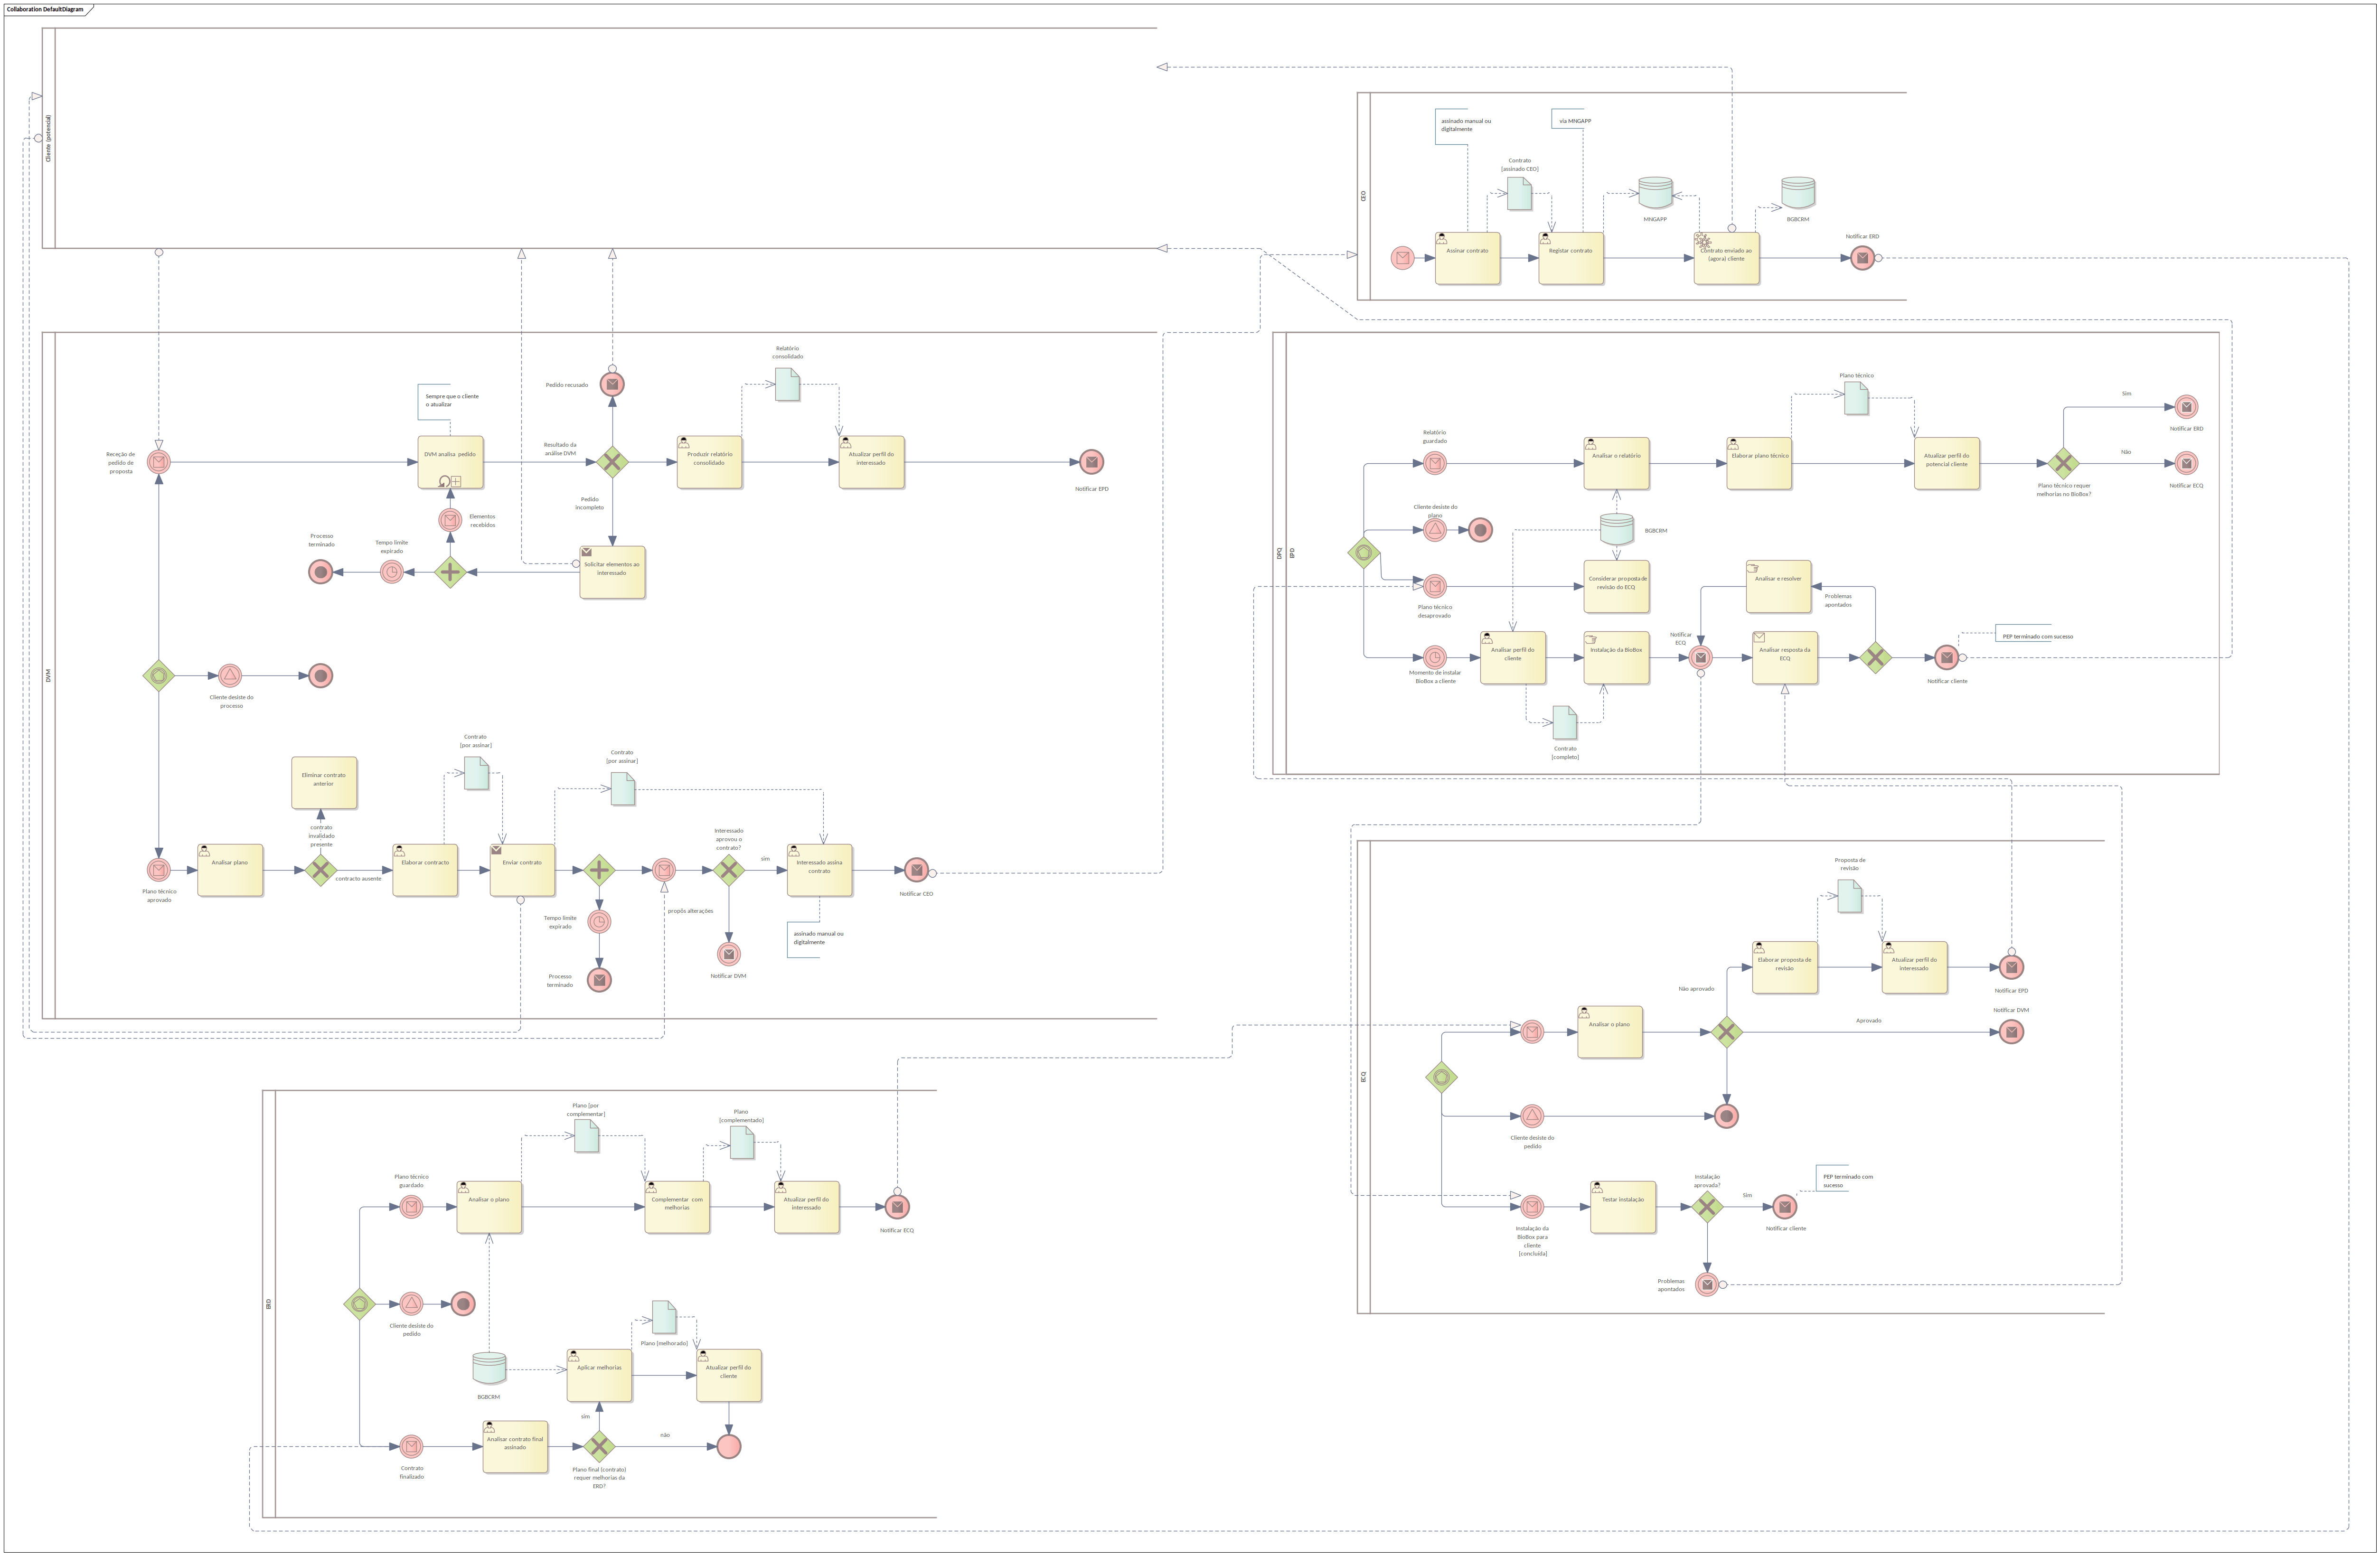 Collaboration DefaultDiagram
Cliente (potencial)
CEO
assinado manual ou
digitalmente
via MNGAPP
Contrato
[assinado CEO]
MNGAPP
BGBCRM
Assinar contrato
Registar contrato
Contrato enviado ao
(agora) cliente
Notificar ERD
DVM
Receção de
pedido de
proposta
Sempre que o cliente
o atualizar
DVM analisa pedido
Pedido recusado
Resultado da
análise DVM
Relatório
consolidado
Produzir relatório
consolidado
Atualizar perfil do
interessado
Notificar EPD
Pedido
incompleto
Elementos
recebidos
Processo
terminado
Tempo limite
expirado
Solicitar elementos ao
interessado
Cliente desiste do
processo
Contrato
[por assinar]
Contrato
[por assinar]
Eliminar contrato
anterior
contrato
invalidado
presente
Plano técnico
aprovado
Analisar plano
contracto ausente
Elaborar contracto
Enviar contrato
Tempo limite
expirado
Processo
terminado
propôs alterações
Interessado
aprovou o
contrato?
sim
Interessado assina
contrato
Notificar CEO
Notificar DVM
assinado manual ou
digitalmente
DPQ
EPD
Relatório
guardado
Analisar o relatório
Elaborar plano técnico
Plano técnico
Atualizar perfil do
potencial cliente
Plano técnico requer
melhorias no BioBox?
Sim
Notificar ERD
Não
Notificar ECQ
Cliente desiste do
plano
BGBCRM
Plano técnico
desaprovado
Considerar proposta de
revisão do ECQ
Analisar e resolver
Problemas
apontados
Momento de instalar
BioBox a cliente
Analisar perfil do
cliente
Instalação da BioBox
Notificar
ECQ
Analisar resposta da
ECQ
Notificar cliente
PEP terminado com sucesso
Contrato
[completo]
ECQ
Proposta de
revisão
Elaborar proposta de
revisão
Atualizar perfil do
interessado
Notificar EPD
Não aprovado
Analisar o plano
Aprovado
Notificar DVM
Cliente desiste do
pedido
Instalação da
BioBox para
cliente
[concluída]
Testar instalação
Instalação
aprovada?
Sim
Notificar cliente
PEP terminado com
sucesso
Problemas
apontados
ERD
Plano [por
complementar]
Plano
[complementado]
Plano técnico
guardado
Analisar o plano
Complementar com
melhorias
Atualizar perfil do
interessado
Notificar ECQ
Cliente desiste do
pedido
BGBCRM
Plano [melhorado]
Aplicar melhorias
Atualizar perfil do
cliente
sim
não
Contrato
finalizado
Analisar contrato final
assinado
Plano final (contrato)
requer melhorias da
ERD?